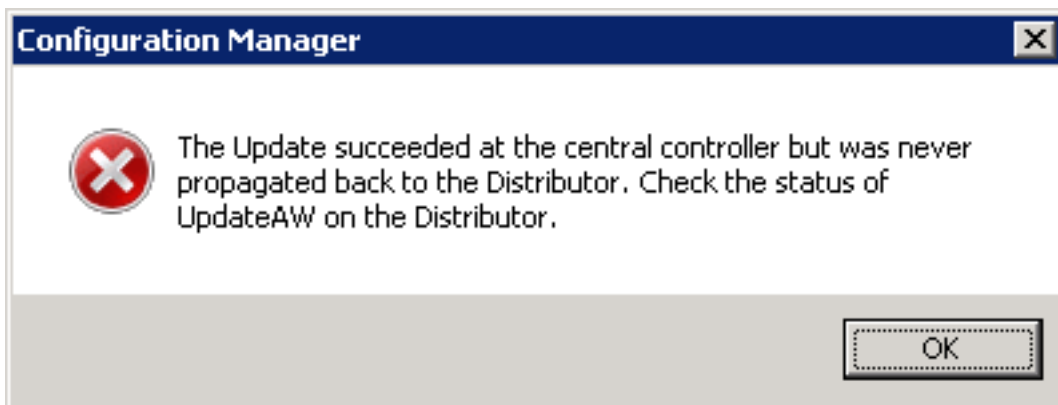 Configuration Manager
The Update succeeded at the central controller but was never
propagated back to the Distributor. Check the status of
UpdateAW on the Distributor.
OK